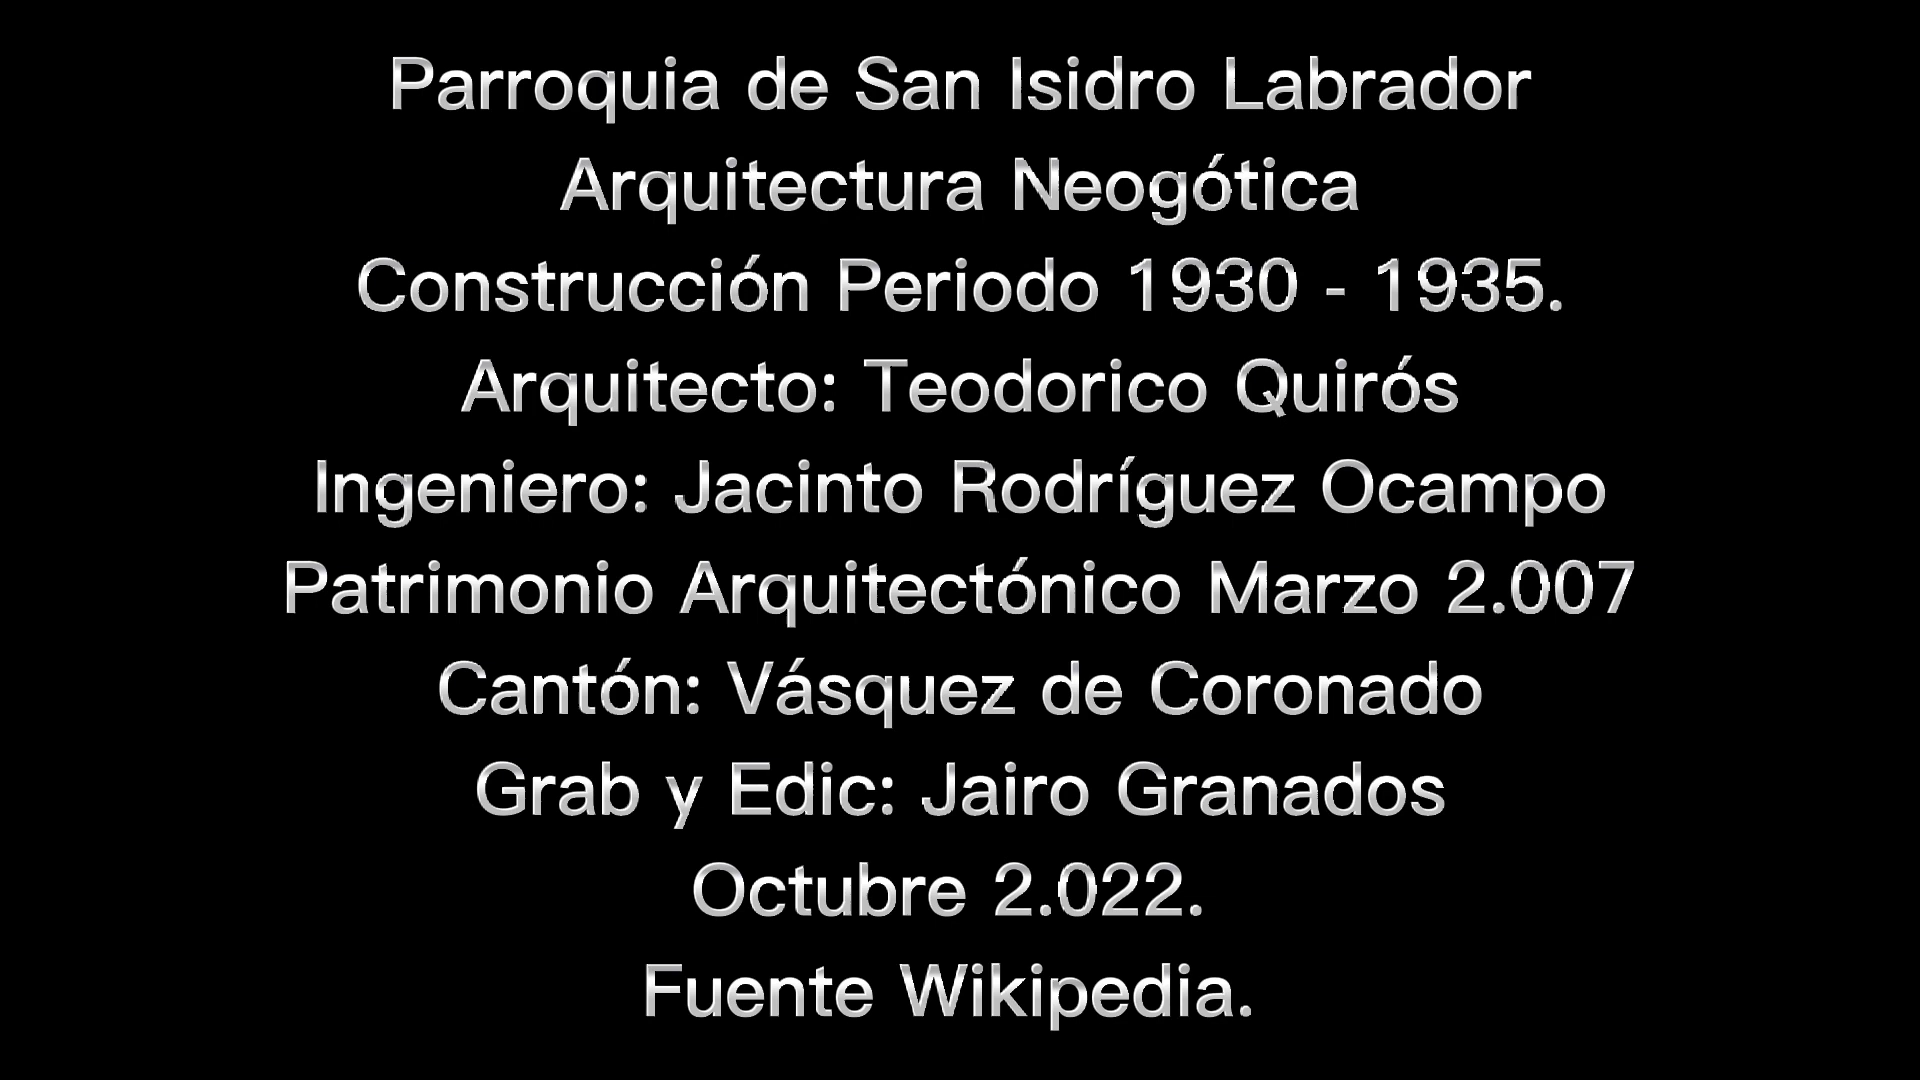 Parroquia de San Isidro Labrador
Arquitectura Neogótica
Construcción Periodo 1930 - 1935.
Arquitecto: Teodorico Quirós
Ingeniero: Jacinto Rodríguez Ocampo
Patrimonio Arquitectónico Marzo 2.007
Cantón: Vásquez de Coronado
Grab y Edic: Jairo Granados
Octubre 2.022.
Fuente Wikipedia.